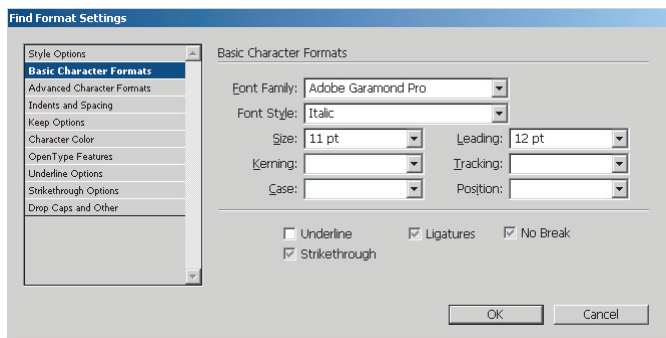 Find Format Settings
Style Options
Basic Character Formats
Advanced Character Formats
Indents and Spacing
Keep Options
Character Color
OpenType Features
Underline Options
Strikethrough Options
Drop Caps and Other
Basic Character Formats
Font Family: Adobe Garamond Pro
Font Style: Italic
Size: 11 pt Leading: 12 pt
Kerning: Tracking:
Case: Position:
Underline Ligatures No Break
Strikethrough
OK Cancel